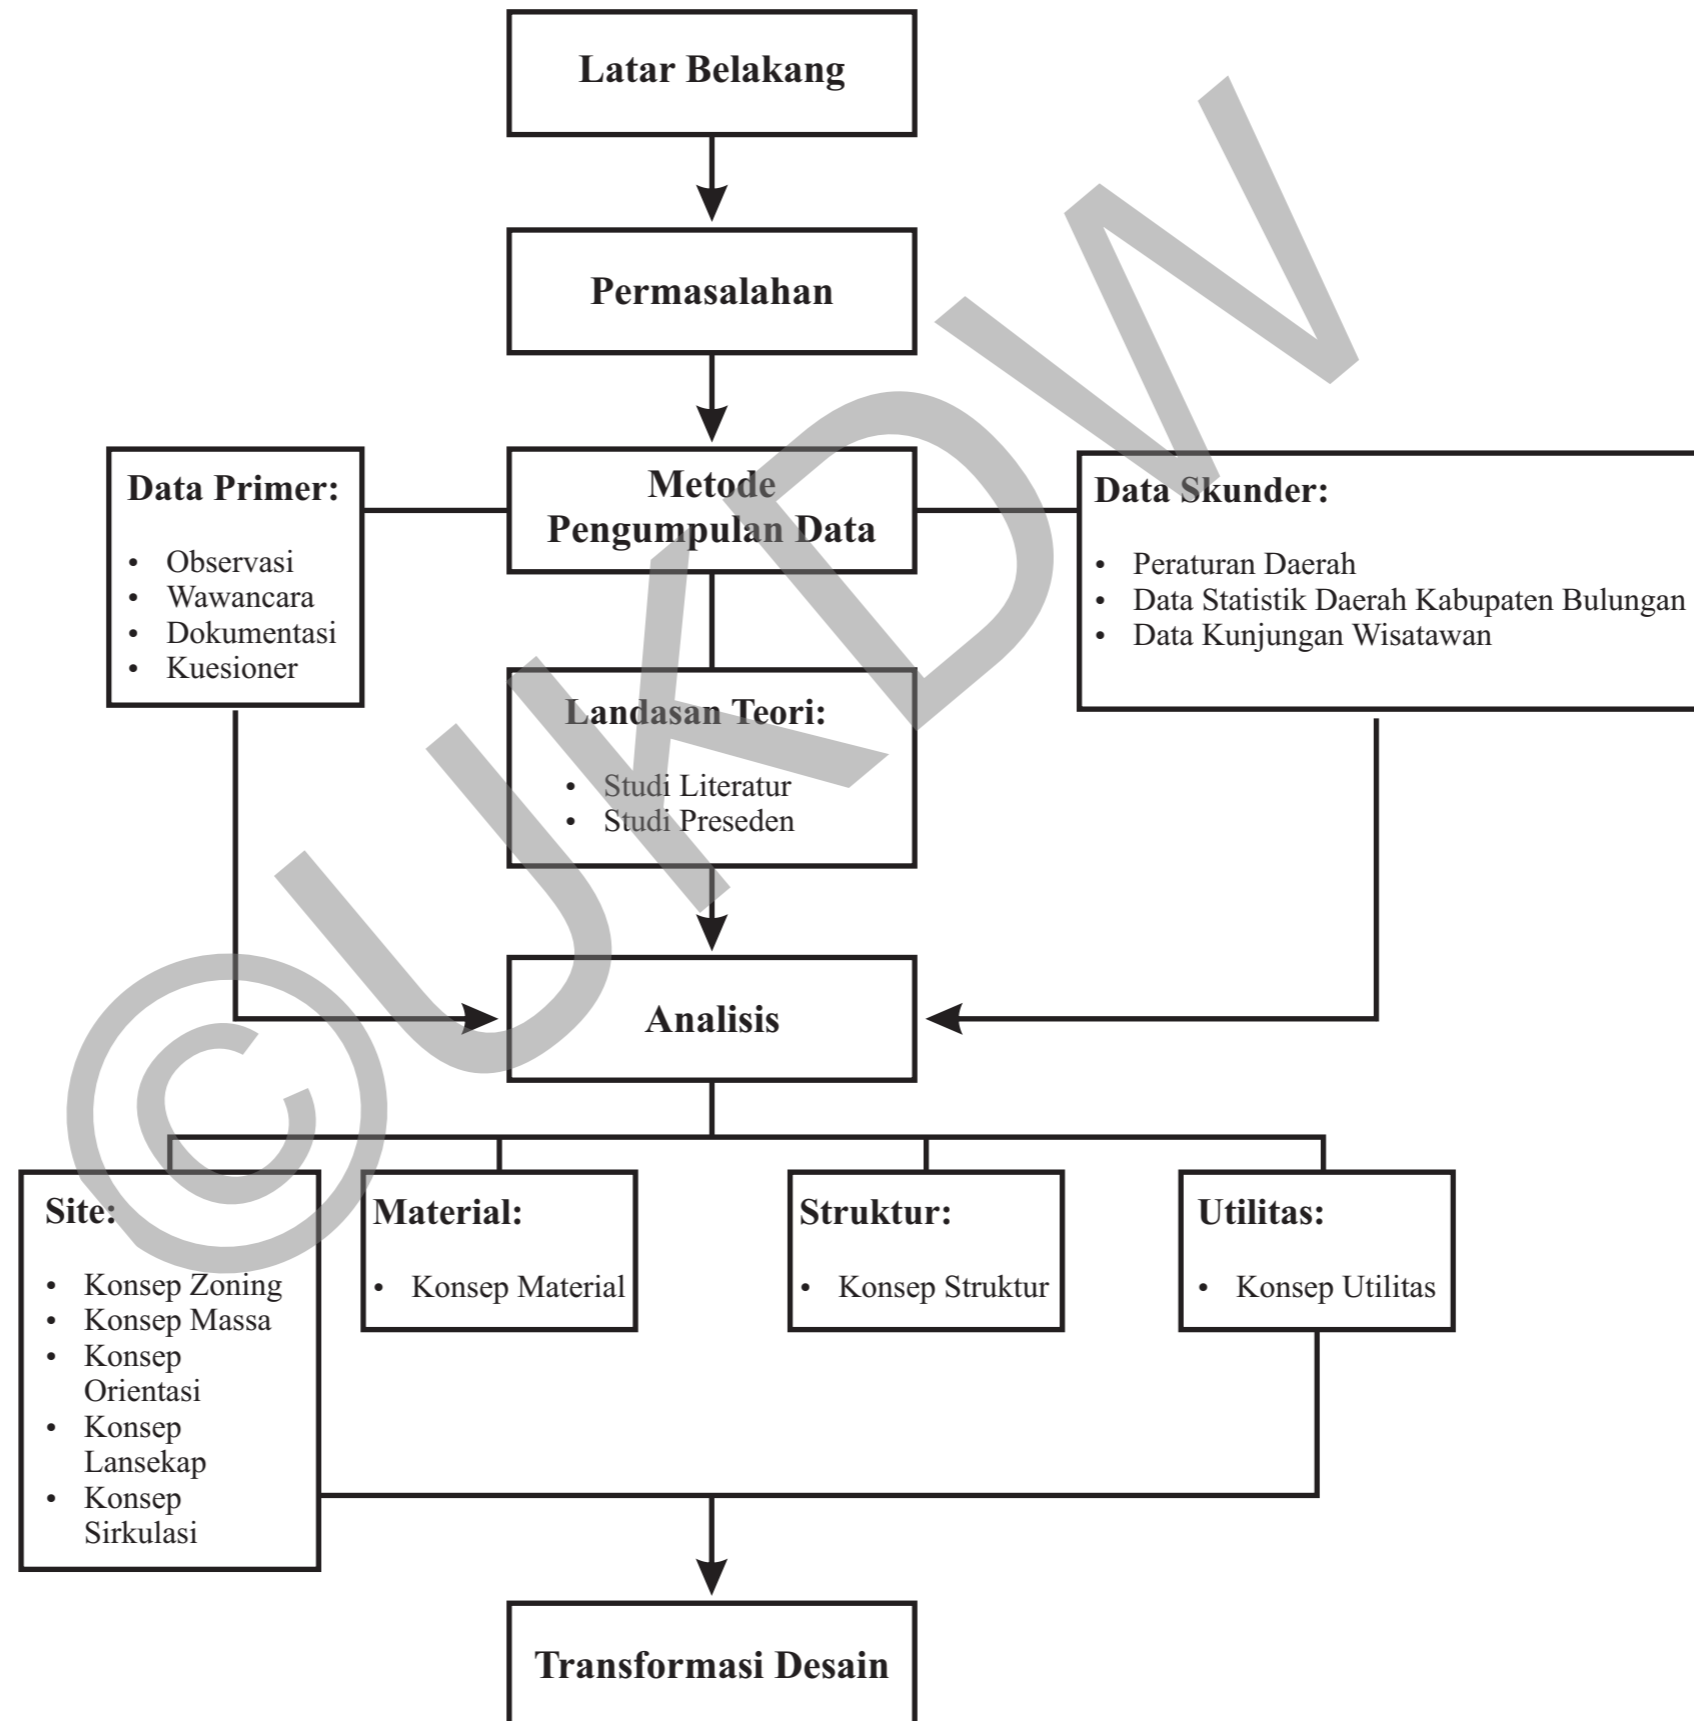 Latar Belakang
Permasalahan
Data Primer:
• Observasi
• Wawancara
• Dokumentasi
• Kuesioner
Metode
Pengumpulan Data
Data Skunder:
• Peraturan Daerah
• Data Statistik Daerah Kabupaten Bulungan
• Data Kunjungan Wisatawan
Landasan Teori:
• Studi Literatur
• Studi Preseden
Analisis
Site:
• Konsep Zoning
• Konsep Massa
• Konsep
Orientasi
• Konsep
Lansekap
• Konsep
Sirkulasi
Material:
• Konsep Material
Struktur:
• Konsep Struktur
Utilitas:
• Konsep Utilitas
Transformasi Desain
©UKDW